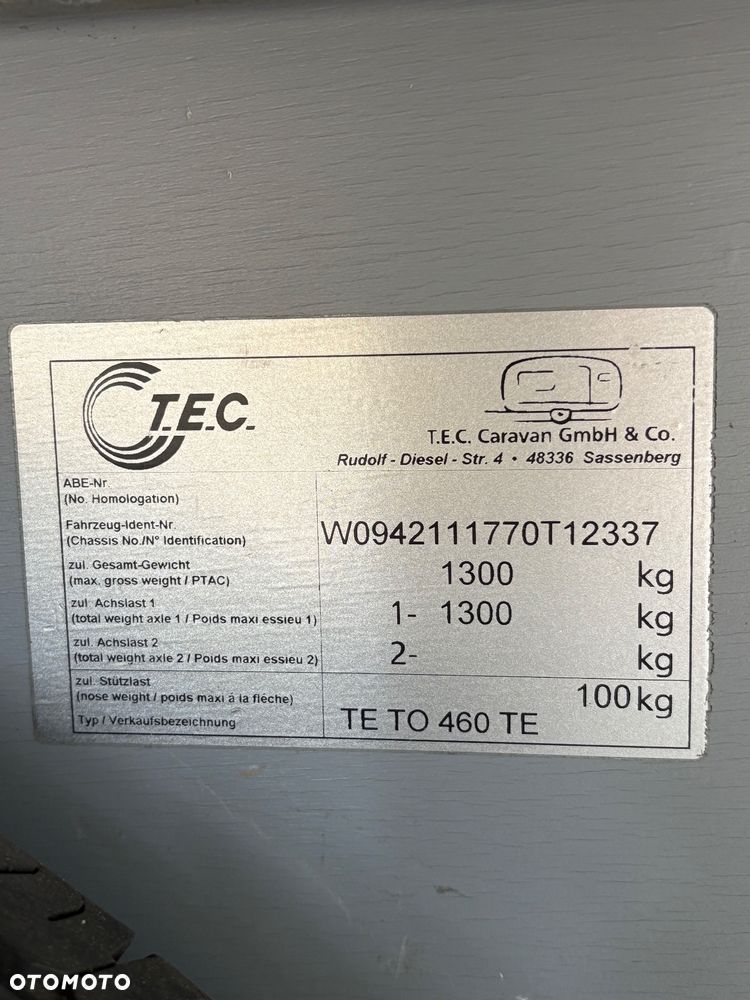 T.E.C.
T.E.C. Caravan GmbH & Co.
Rudolf - Diesel - Str. 4 • 48336 Sassenberg
ABE-Nr.
(No. Homologation)
Fahrzeug-Ident-Nr.
(Chassis No./N° Identification)
W0942111770T12337
zul. Gesamt-Gewicht
(max. gross weight / PTAC)
1300 kg
zul. Achslast 1
(total weight axle 1 / Poids maxi essieu 1)
1- 1300 kg
zul. Achslast 2
(total weight axle 2 / Poids maxi essieu 2)
2- kg
zul. Stützlast
(nose weight / poids maxi à la fléche)
100kg
Typ / Verkaufsbezeichnung
TE TO 460 TE
OTOMOTO